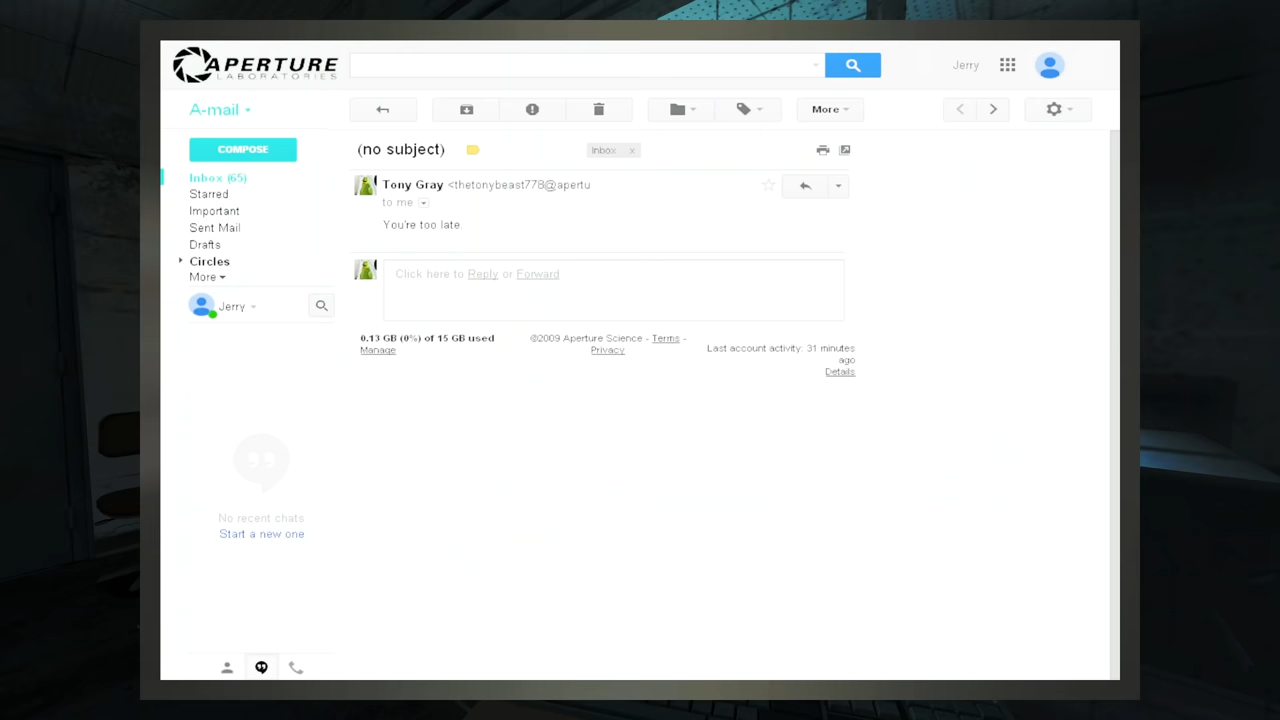 APERTURE
LABORATORIES
Jerry
A-mail
More
COMPOSE
(no subject)
Inbox x
Inbox (65)
Starred
Important
Sent Mail
Drafts
Circles
More
Jerry
Tony Gray <thetonybeast778@apertu
to me
You're too late.
Click here to Reply or Forward
0.13 GB (0%) of 15 GB used
Manage
©2009 Aperture Science - Terms -
Privacy
Last account activity: 31 minutes
ago
Details
No recent chats
Start a new one